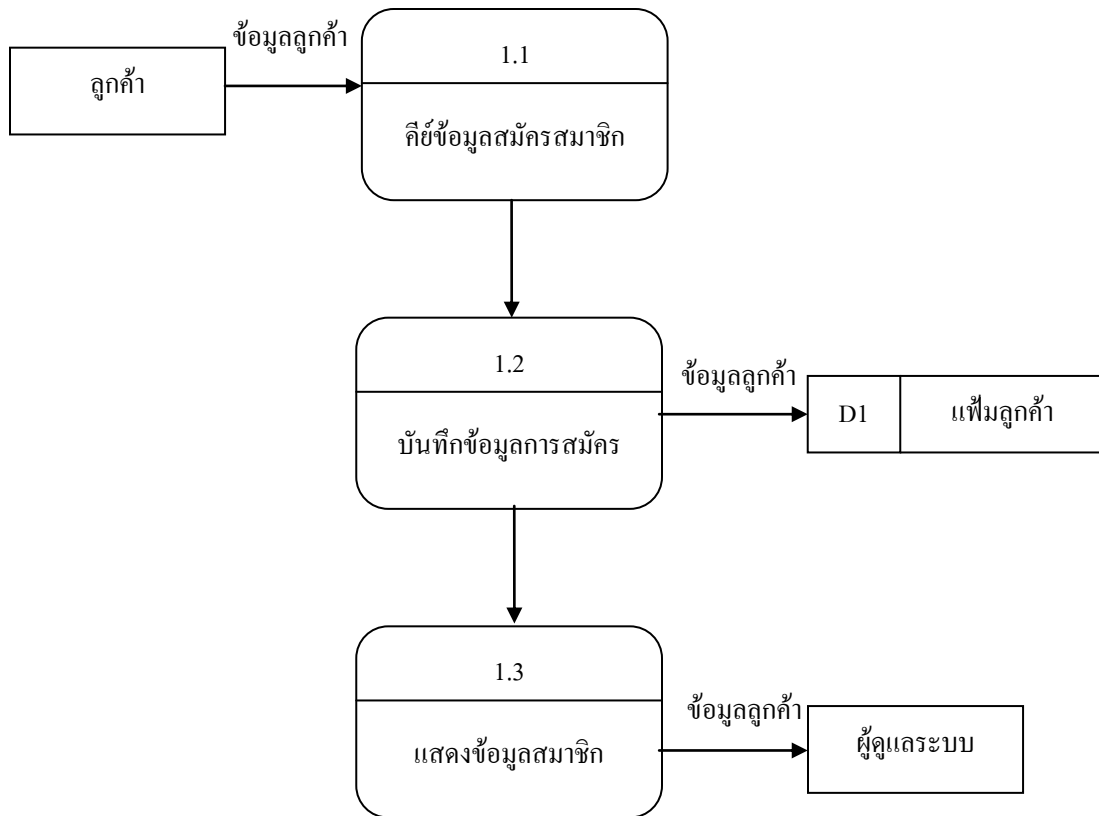 ข้อมูลลูกค้า
1.1
ลูกค้า
คีย์ข้อมูลสมัครสมาชิก
1.2
ข้อมูลลูกค้า
D1
แฟ้มลูกค้า
บันทึกข้อมูลการสมัคร
1.3
ข้อมูลลูกค้า
แสดงข้อมูลสมาชิก
ผู้ดูแลระบบ